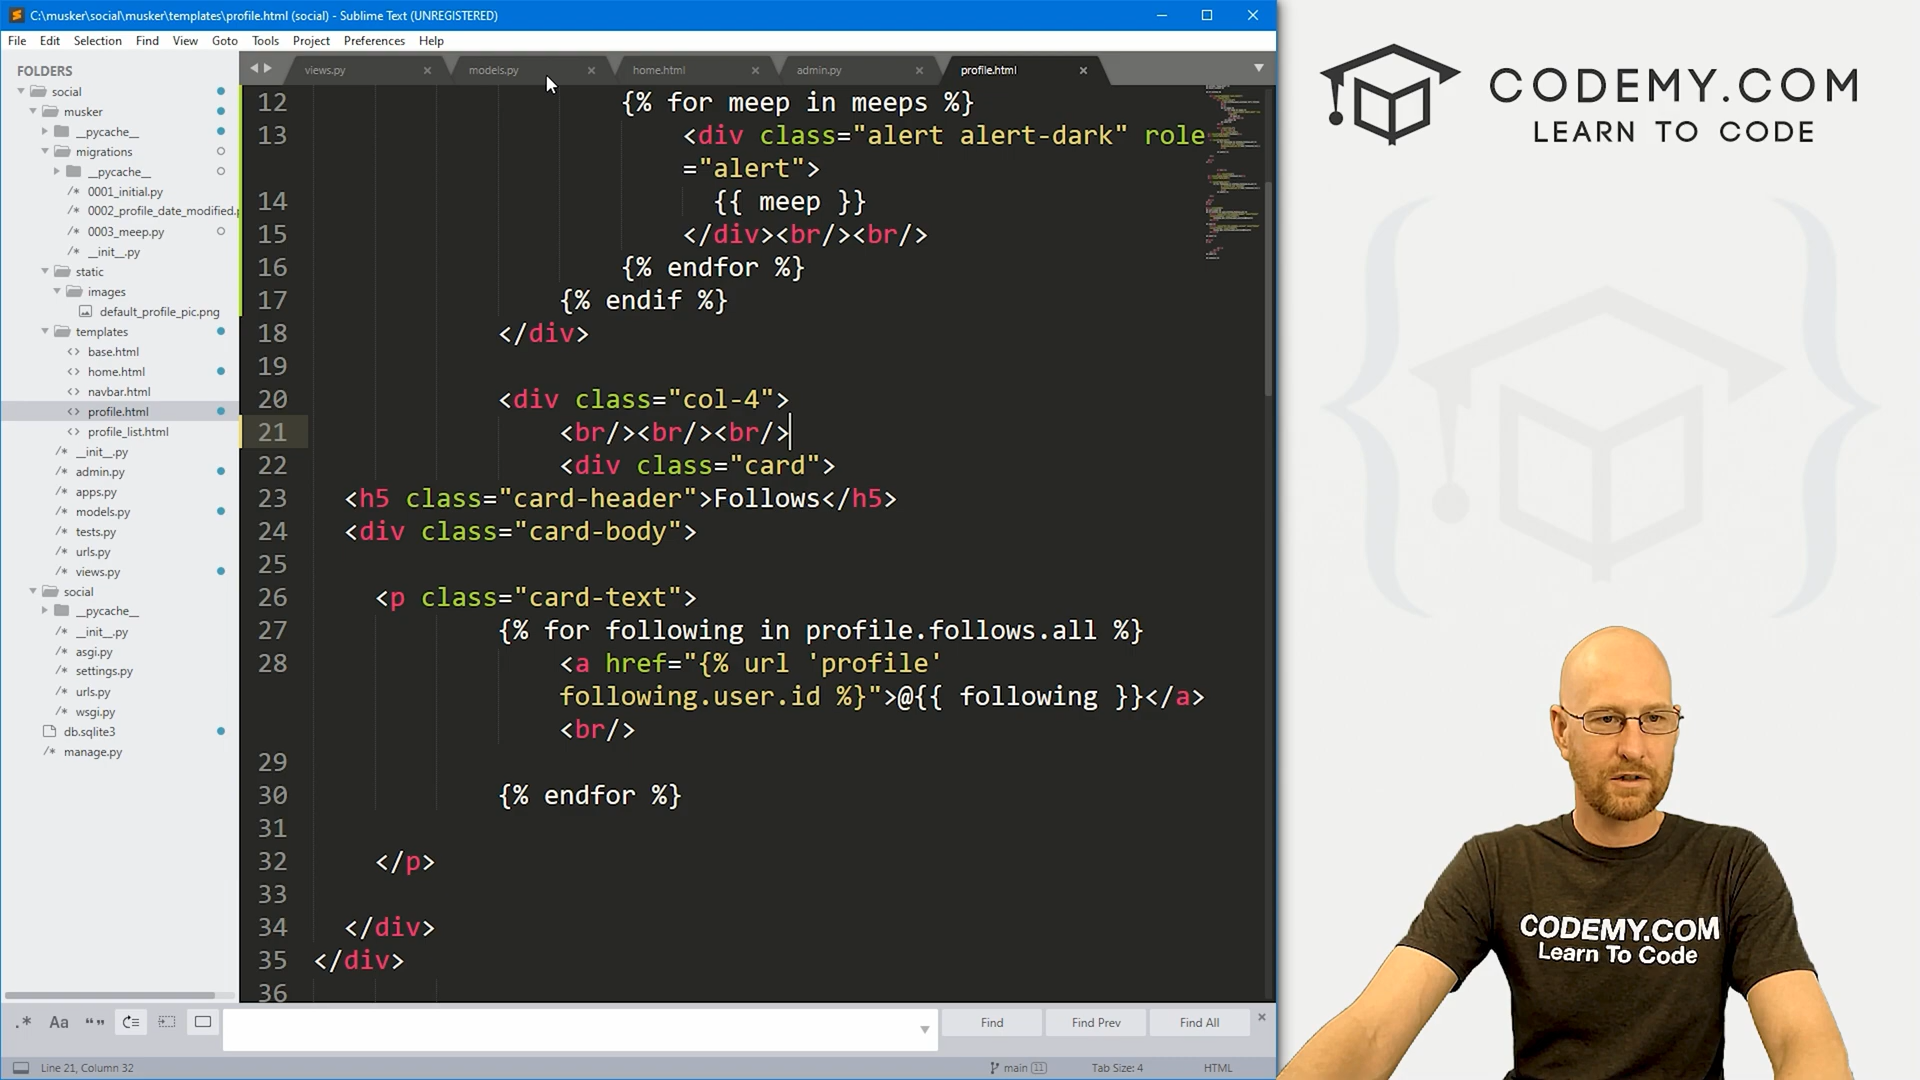 C:\musker\social\musker\templates\profile.html (social) - Sublime Text (UNREGISTERED)
File Edit Selection Find View Goto Tools Project Preferences Help
FOLDERS
social
musker
__pycache__
migrations
__pycache__
0001_initial.py
0002_profile_date_modified.p
0003_meep.py
__init__.py
static
images
default_profile_pic.png
templates
base.html
home.html
navbar.html
profile.html
profile_list.html
__init__.py
admin.py
apps.py
models.py
tests.py
urls.py
views.py
social
__pycache__
__init__.py
asgi.py
settings.py
urls.py
wsgi.py
db.sqlite3
manage.py
views.py models.py home.html admin.py profile.html
12 {% for meep in meeps %}
13 <div class="alert alert-dark" role
="alert">
14 {{ meep }}
15 </div><br/><br/>
16 {% endfor %}
17 {% endif %}
18 </div>
19
20 <div class="col-4">
21 <br/><br/><br/>
22 <div class="card">
23 <h5 class="card-header">Follows</h5>
24 <div class="card-body">
25
26 <p class="card-text">
27 {% for following in profile.follows.all %}
28 <a href="{% url 'profile'
following.user.id %}">@{{ following }}</a>
<br/>
29
30 {% endfor %}
31
32 </p>
33
34 </div>
35 </div>
36
.* Aa “” Find Find Prev Find All
Line 21, Column 32 main 11 Tab Size: 4 HTML
CODEMY.COM
LEARN TO CODE
CODEMY.COM
Learn To Code